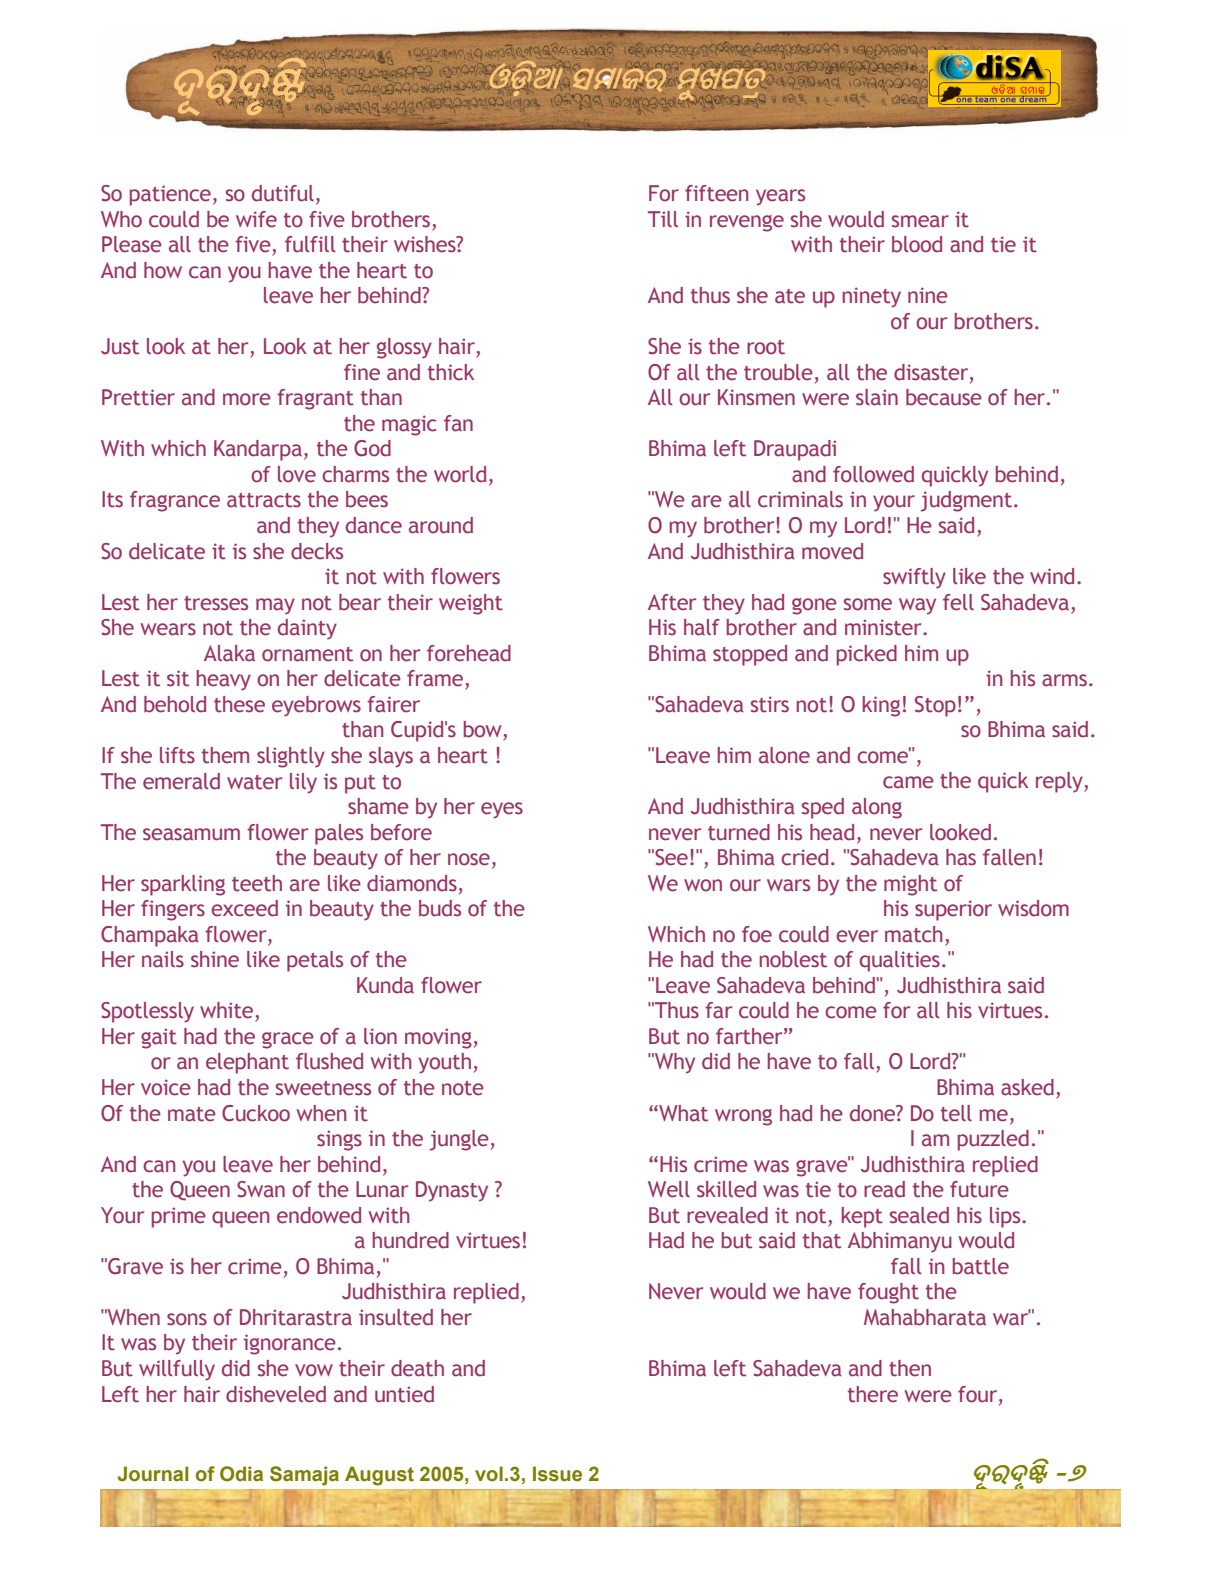 ଦୂରଦୃଷ୍ଟି
ଓଡ଼ିଆ ସମାଜର ମୁଖପତ୍ର
OdiSA
ଓଡ଼ିଆ ସମାଜ
one team one dream
So patience, so dutiful,
Who could be wife to five brothers,
Please all the five, fulfill their wishes?
And how can you have the heart to
leave her behind?
Just look at her, Look at her glossy hair,
fine and thick
Prettier and more fragrant than
the magic fan
With which Kandarpa, the God
of love charms the world,
Its fragrance attracts the bees
and they dance around
So delicate it is she decks
it not with flowers
Lest her tresses may not bear their weight
She wears not the dainty
Alaka ornament on her forehead
Lest it sit heavy on her delicate frame,
And behold these eyebrows fairer
than Cupid's bow,
If she lifts them slightly she slays a heart !
The emerald water lily is put to
shame by her eyes
The seasamum flower pales before
the beauty of her nose,
Her sparkling teeth are like diamonds,
Her fingers exceed in beauty the buds of the
Champaka flower,
Her nails shine like petals of the
Kunda flower
Spotlessly white,
Her gait had the grace of a lion moving,
or an elephant flushed with youth,
Her voice had the sweetness of the note
Of the mate Cuckoo when it
sings in the jungle,
And can you leave her behind,
the Queen Swan of the Lunar Dynasty ?
Your prime queen endowed with
a hundred virtues!
"Grave is her crime, O Bhima,"
Judhisthira replied,
"When sons of Dhritarastra insulted her
It was by their ignorance.
But willfully did she vow their death and
Left her hair disheveled and untied
For fifteen years
Till in revenge she would smear it
with their blood and tie it
And thus she ate up ninety nine
of our brothers.
She is the root
Of all the trouble, all the disaster,
All our Kinsmen were slain because of her."
Bhima left Draupadi
and followed quickly behind,
"We are all criminals in your judgment.
O my brother! O my Lord!" He said,
And Judhisthira moved
swiftly like the wind.
After they had gone some way fell Sahadeva,
His half brother and minister.
Bhima stopped and picked him up
in his arms.
"Sahadeva stirs not! O king! Stop!”,
so Bhima said.
"Leave him alone and come",
came the quick reply,
And Judhisthira sped along
never turned his head, never looked.
"See!", Bhima cried. "Sahadeva has fallen!
We won our wars by the might of
his superior wisdom
Which no foe could ever match,
He had the noblest of qualities."
"Leave Sahadeva behind", Judhisthira said
"Thus far could he come for all his virtues.
But no farther”
"Why did he have to fall, O Lord?"
Bhima asked,
“What wrong had he done? Do tell me,
I am puzzled."
“His crime was grave" Judhisthira replied
Well skilled was tie to read the future
But revealed it not, kept sealed his lips.
Had he but said that Abhimanyu would
fall in battle
Never would we have fought the
Mahabharata war".
Bhima left Sahadeva and then
there were four,
Journal of Odia Samaja August 2005, vol.3, Issue 2
ଦୂରଦୃଷ୍ଟି -୭